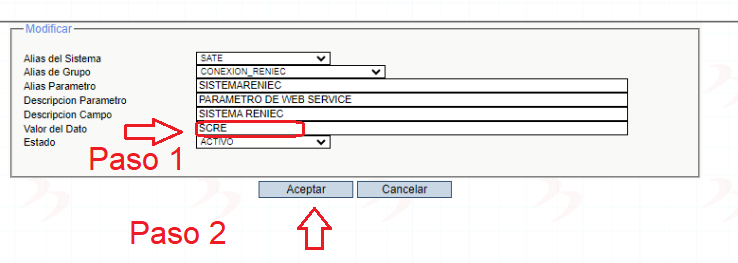 Modificar
Alias del Sistema SATE
Alias de Grupo CONEXION_RENIEC
Alias Parametro SISTEMARENIEC
Descripcion Parametro PARAMETRO DE WEB SERVICE
Descripcion Campo SISTEMA RENIEC
Valor del Dato SCRE
Estado ACTIVO
Paso 1
Aceptar Cancelar
Paso 2